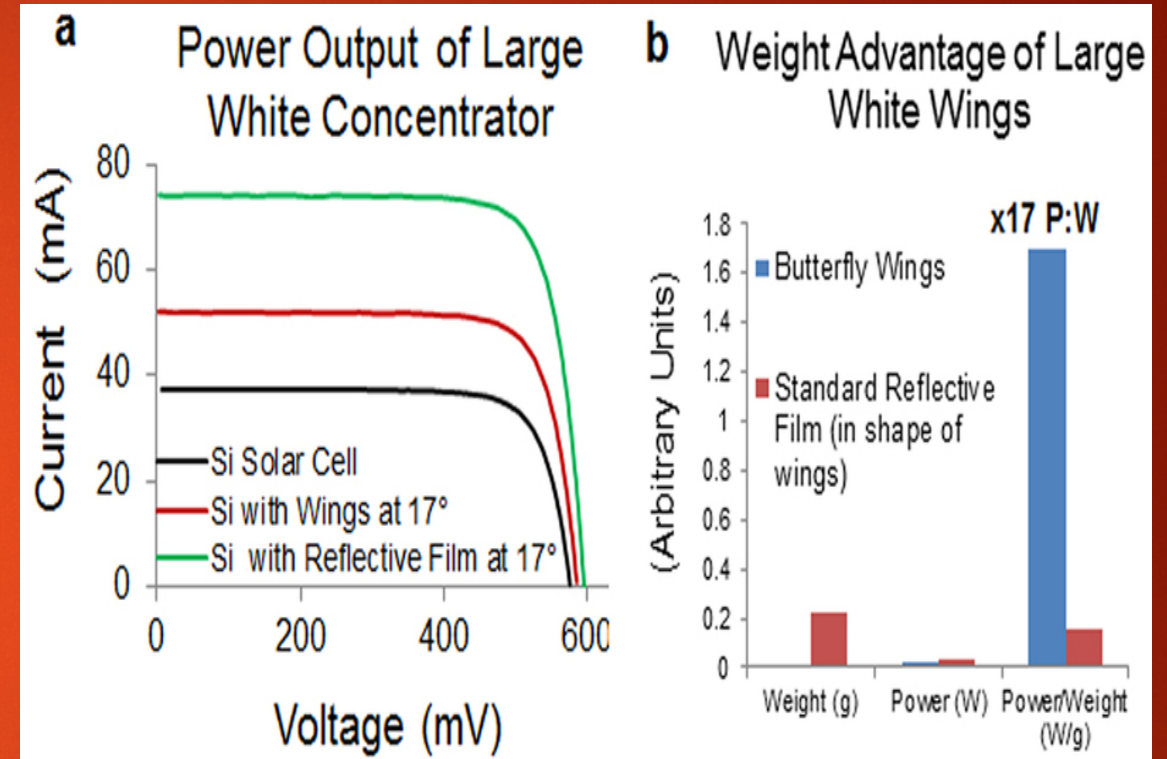 a
Power Output of Large
White Concentrator
80
60
40
20
0
Current (mA)
Si Solar Cell
Si with Wings at 17°
Si with Reflective Film at 17°
0 200 400 600
Voltage (mV)
b
Weight Advantage of Large
White Wings
x17 P:W
1.8
1.6
1.4
1.2
1
0.8
0.6
0.4
0.2
0
(Arbitrary Units)
Butterfly Wings
Standard Reflective
Film (in shape of
wings)
Weight (g) Power (W) Power/Weight
(W/g)